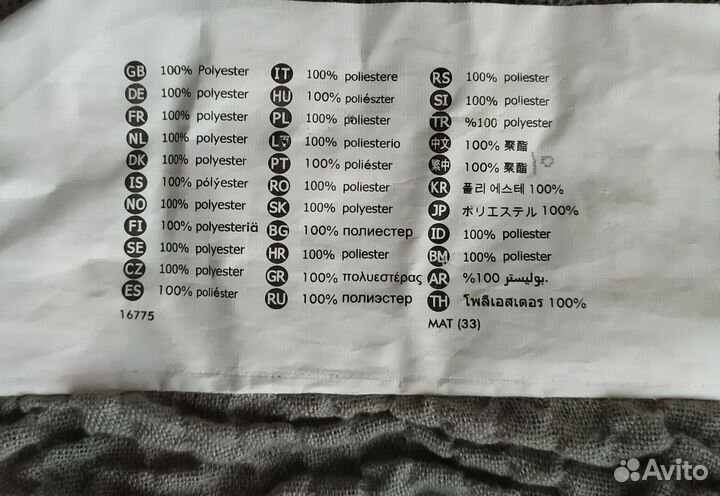 GB 100% Polyester
DE 100% polyester
FR 100% polyester
NL 100% polyester
DK 100% polyester
IS 100% pólýester
NO 100% polyester
FI 100% polyesteriä
SE 100% polyester
CZ 100% polyester
ES 100% poliéster
16775
IT 100% poliestere
HU 100% poliészter
PL 100% poliester
100% poliesterio
PT 100% poliéster
RO 100% poliester
SK 100% polyester
BG 100% полиестер
HR 100% poliester
GR 100% πολυεστέρας
RU 100% полиэстер
RS 100% poliester
SI 100% poliester
TR %100 polyester
中文 100% 聚酯
繁中 100% 聚酯
KR 폴리 에스테 100%
JP ポリエステル 100%
ID 100% poliester
BM 100% poliester
AR %100 بوليستر.
TH โพลีเอสเตอร 100%
MAT (33)
Avito